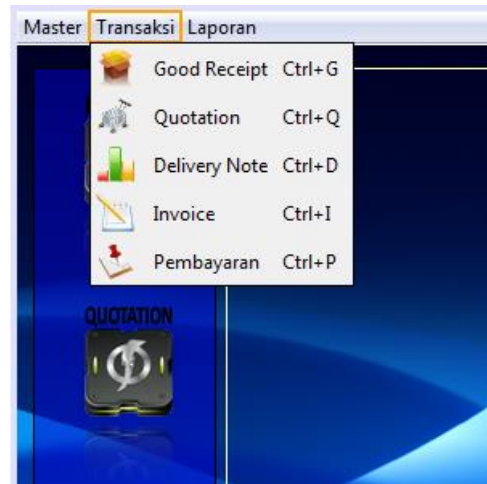 Master Transaksi Laporan
Good Receipt Ctrl+G
Quotation Ctrl+Q
Delivery Note Ctrl+D
Invoice Ctrl+I
Pembayaran Ctrl+P
QUOTATION